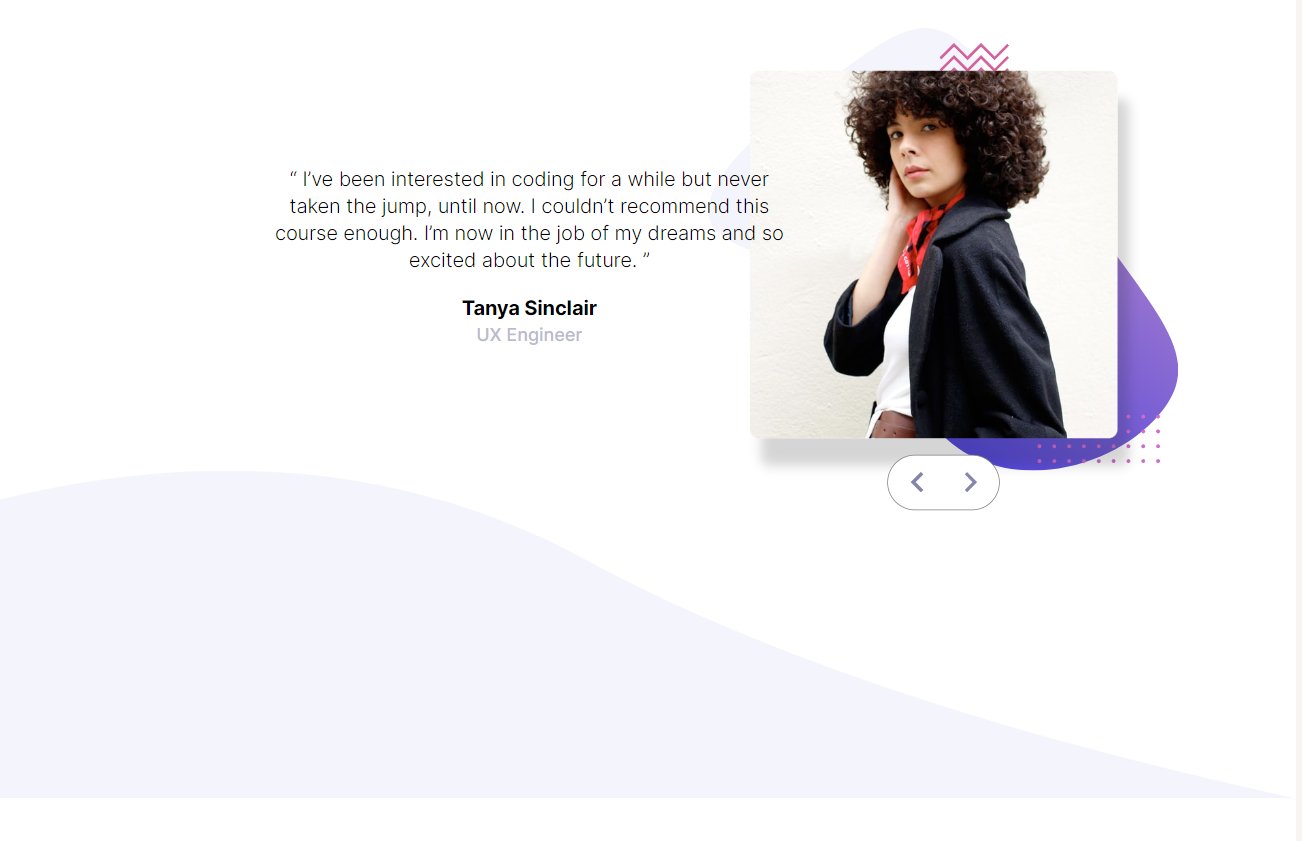 “ I’ve been interested in coding for a while but never
taken the jump, until now. I couldn’t recommend this
course enough. I’m now in the job of my dreams and so
excited about the future. ”
Tanya Sinclair
UX Engineer